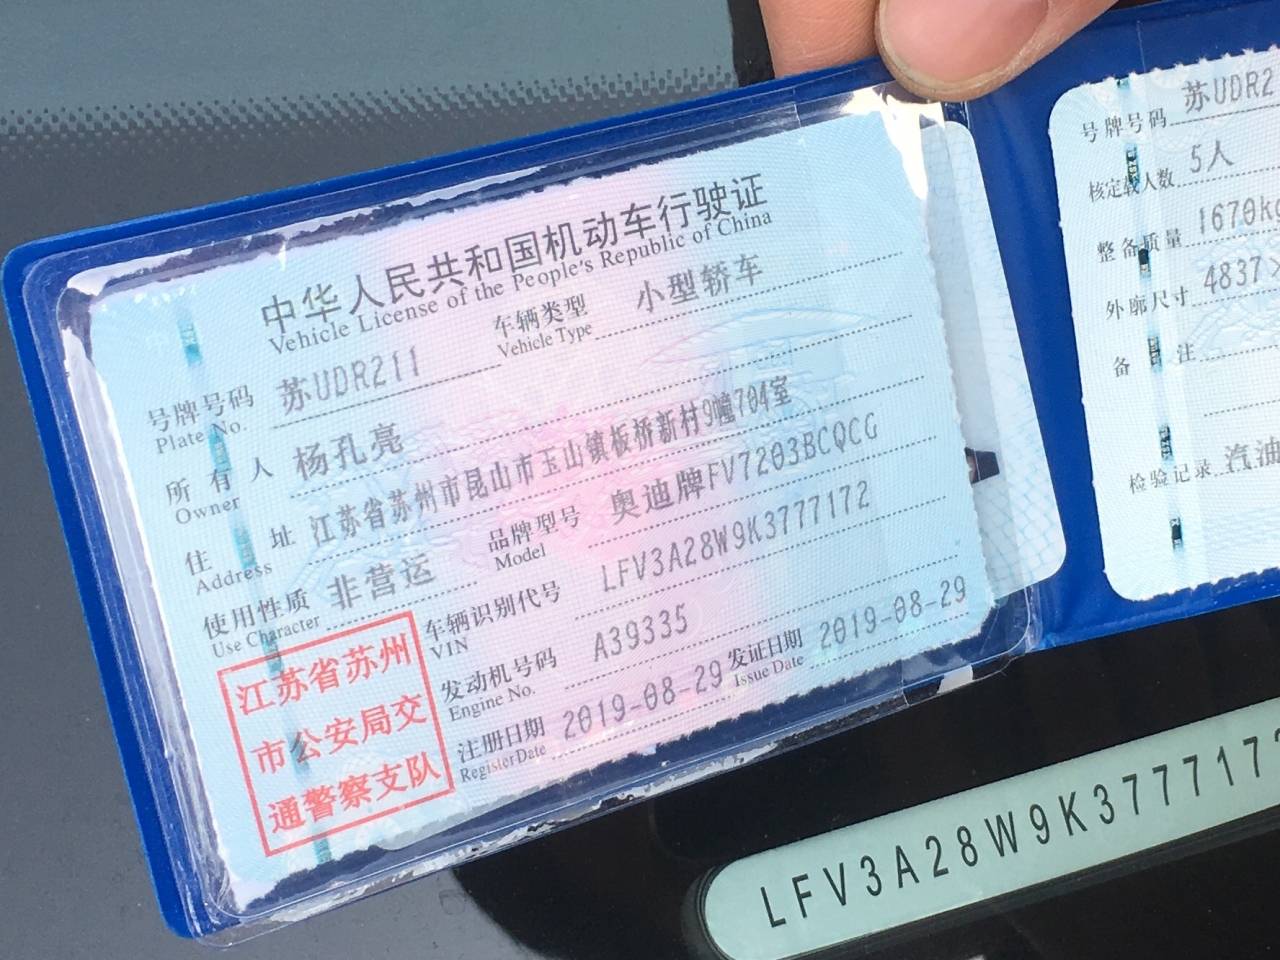 中华人民共和国机动车行驶证
Vehicle License of the People's Republic of China
号牌号码 苏UDR211 车辆类型 小型轿车
Plate No. Vehicle Type
所有人 杨孔亮
Owner
住址 江苏省苏州市昆山市玉山镇板桥新村9幢704室
Address
使用性质 非营运 品牌型号 奥迪牌FV7203BCQCG
Use Character Model
车辆识别代号 LFV3A28W9K3777172
VIN
发动机号码 A39335
Engine No.
注册日期 2019-08-29 发证日期 2019-08-29
Register Date Issue Date
江苏省苏州
市公安局交
通警察支队
号牌号码 苏UDR2
核定载人数 5人
整备质量 1670kg
外廓尺寸 4837×
备注
检验记录 汽油
LFV3A28W9K3777172